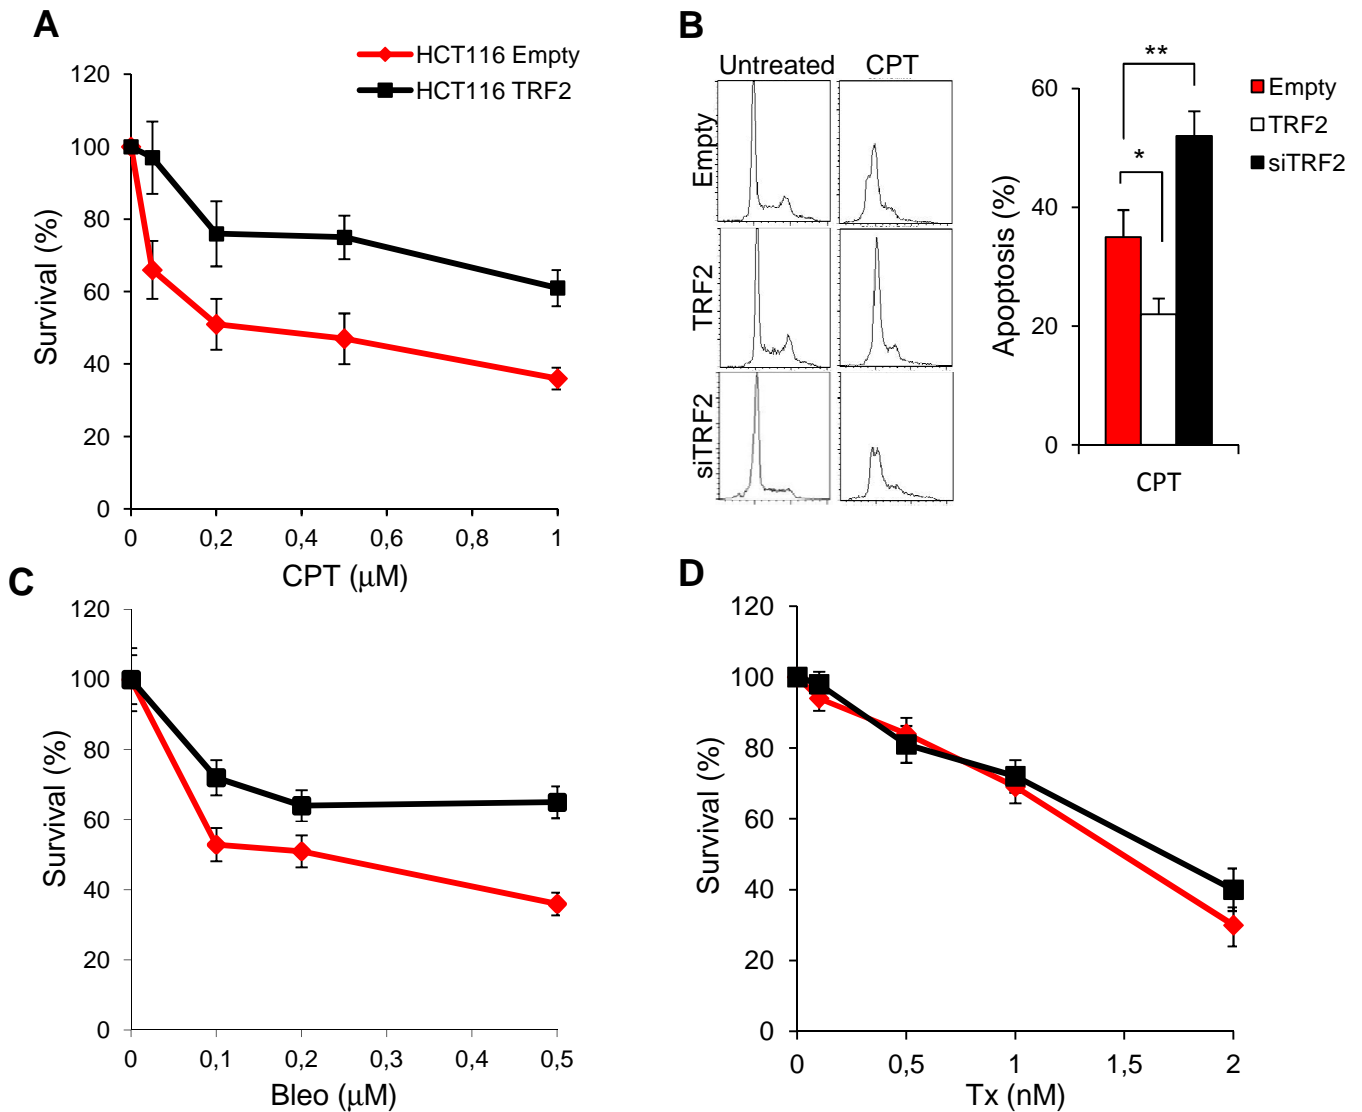 A
HCT116 Empty
HCT116 TRF2
120
100
80
60
40
20
0
Survival (%)
0
0,2
0,4
0,6
0,8
1
CPT (μM)
B
Untreated
CPT
Empty
TRF2
siTRF2
**
*
Empty
TRF2
siTRF2
60
40
20
0
Apoptosis (%)
CPT
C
120
100
80
60
40
20
0
Survival (%)
0
0,1
0,2
0,3
0,4
0,5
Bleo (μM)
D
120
100
80
60
40
20
0
Survival (%)
0
0,5
1
1,5
2
Tx (nM)